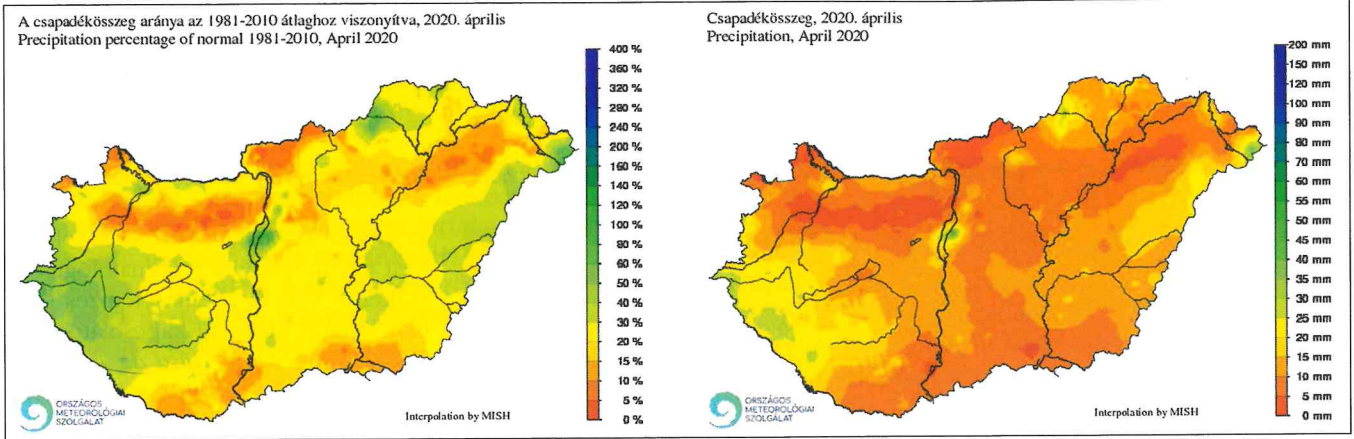 A csapadékösszeg aránya az 1981-2010 átlaghoz viszonyítva, 2020. április
Precipitation percentage of normal 1981-2010, April 2020
400 %
360 %
320 %
280 %
240 %
200 %
160 %
140 %
120 %
100 %
80 %
60 %
40 %
30 %
20 %
15 %
10 %
5 %
0 %
ORSZÁGOS
METEOROLÓGIAI
SZOLGÁLAT
Interpolation by MISH
Csapadékösszeg, 2020. április
Precipitation, April 2020
200 mm
150 mm
120 mm
100 mm
90 mm
80 mm
70 mm
60 mm
55 mm
50 mm
45 mm
40 mm
35 mm
30 mm
25 mm
20 mm
15 mm
10 mm
5 mm
0 mm
ORSZÁGOS
METEOROLÓGIAI
SZOLGÁLAT
Interpolation by MISH